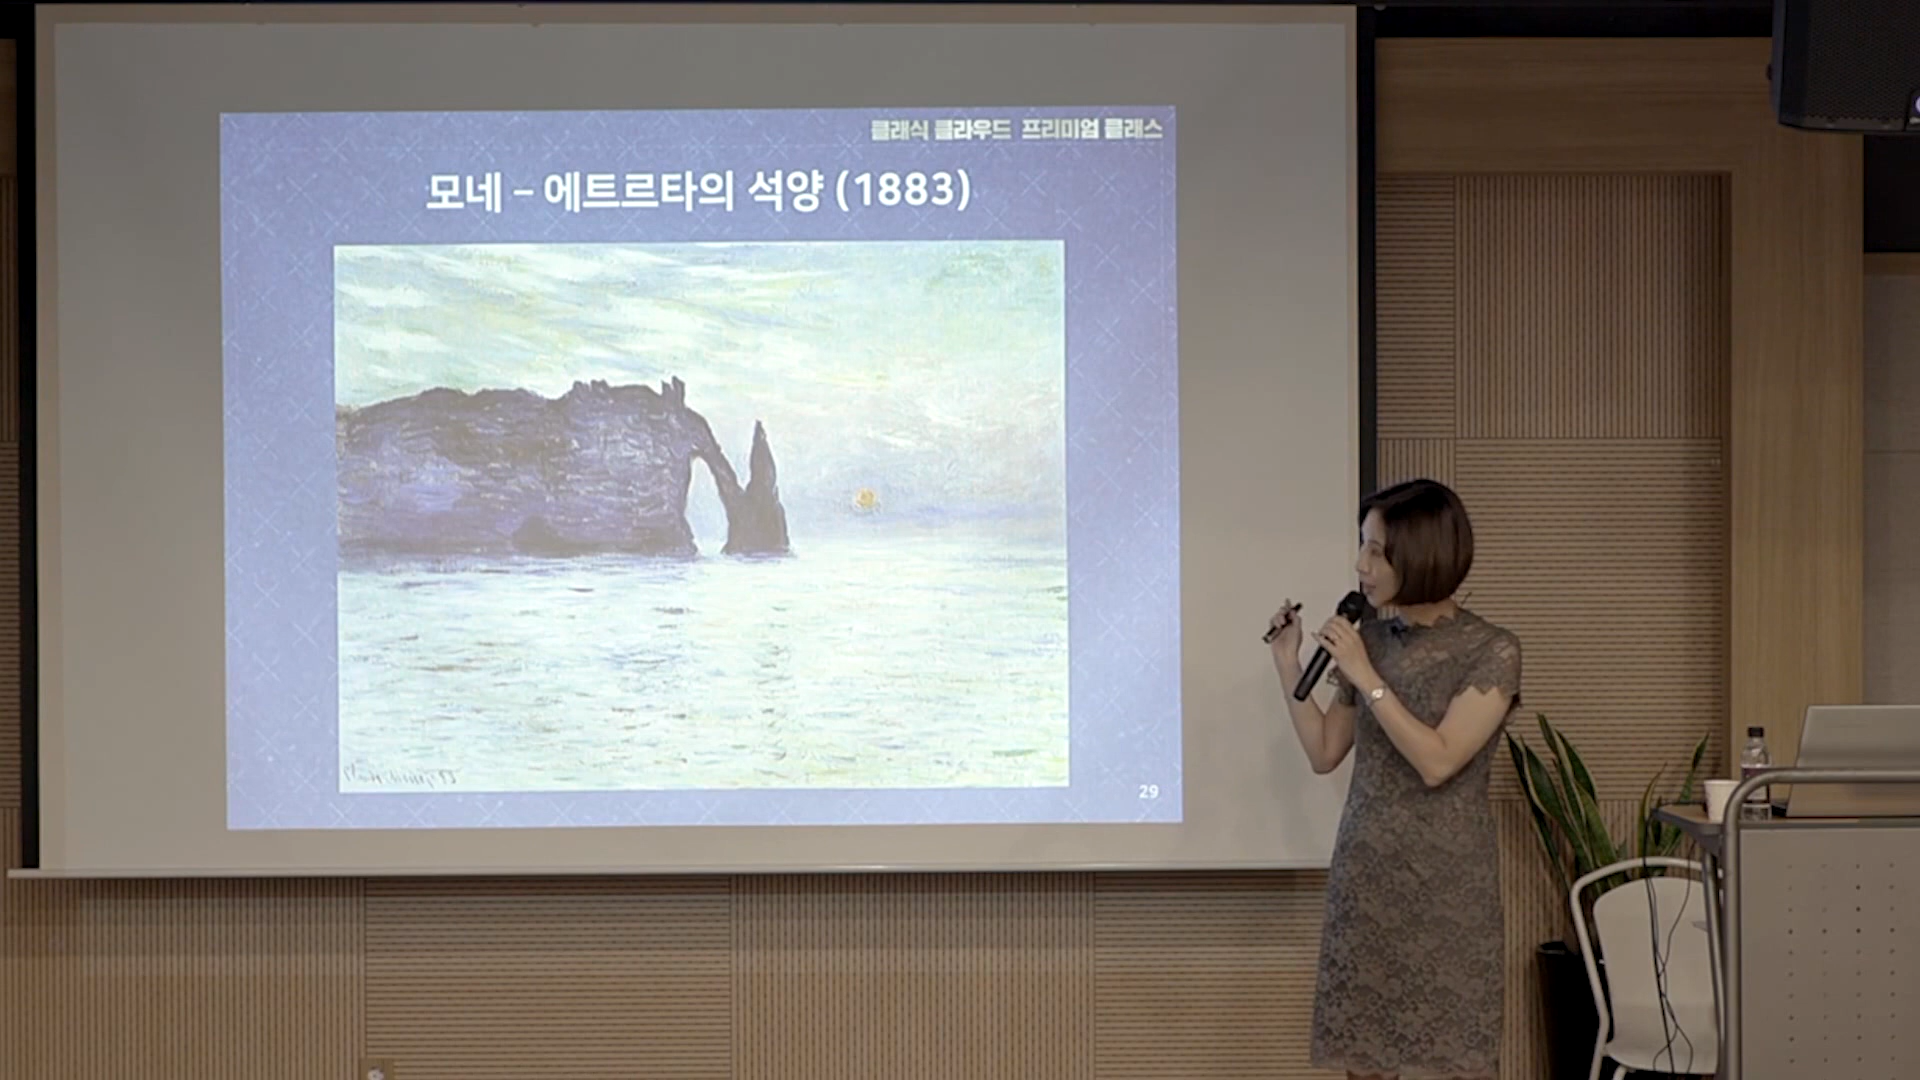 클래식 클라우드 프리미엄 클래스
모네 – 에트르타의 석양 (1883)
29